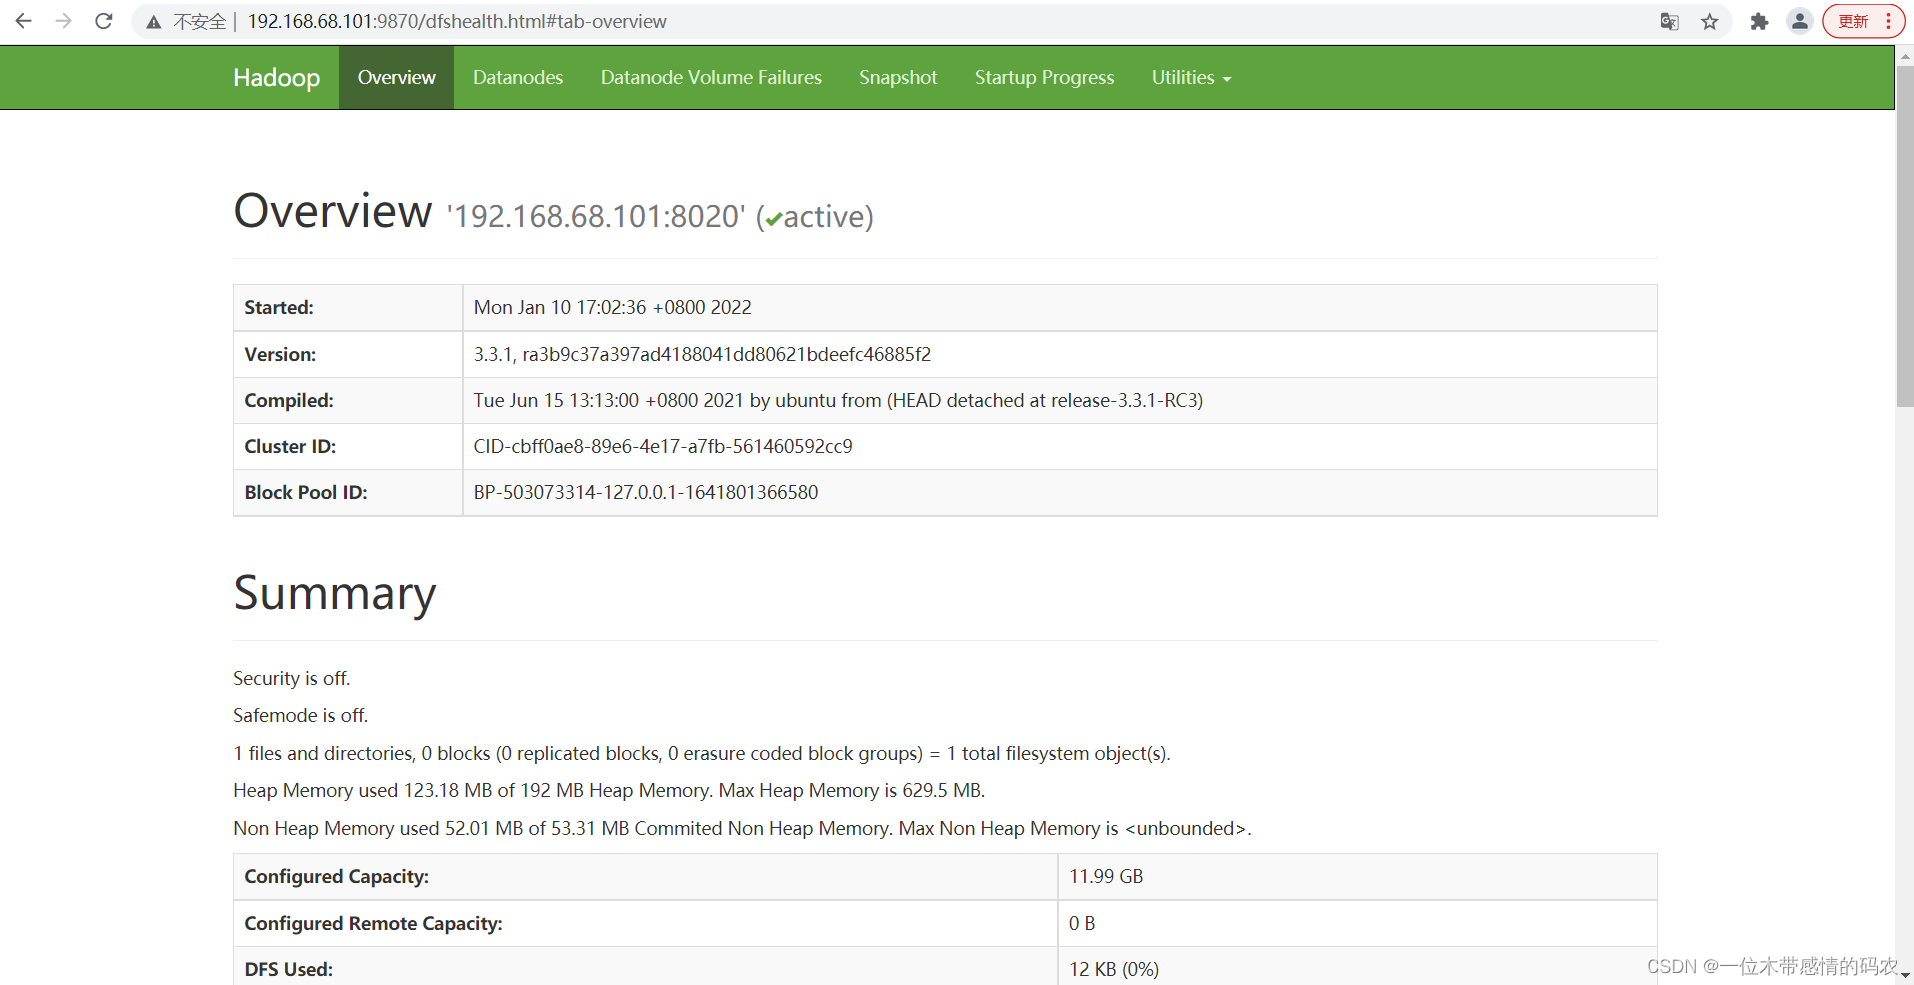 不安全 | 192.168.68.101:9870/dfshealth.html#tab-overview 更新
Hadoop Overview Datanodes Datanode Volume Failures Snapshot Startup Progress Utilities
Overview '192.168.68.101:8020' (✔active)
Started: Mon Jan 10 17:02:36 +0800 2022
Version: 3.3.1, ra3b9c37a397ad4188041dd80621bdeefc46885f2
Compiled: Tue Jun 15 13:13:00 +0800 2021 by ubuntu from (HEAD detached at release-3.3.1-RC3)
Cluster ID: CID-cbff0ae8-89e6-4e17-a7fb-561460592cc9
Block Pool ID: BP-503073314-127.0.0.1-1641801366580
Summary
Security is off.
Safemode is off.
1 files and directories, 0 blocks (0 replicated blocks, 0 erasure coded block groups) = 1 total filesystem object(s).
Heap Memory used 123.18 MB of 192 MB Heap Memory. Max Heap Memory is 629.5 MB.
Non Heap Memory used 52.01 MB of 53.31 MB Commited Non Heap Memory. Max Non Heap Memory is <unbounded>.
Configured Capacity: 11.99 GB
Configured Remote Capacity: 0 B
DFS Used: 12 KB (0%)
CSDN @一位木带感情的码农